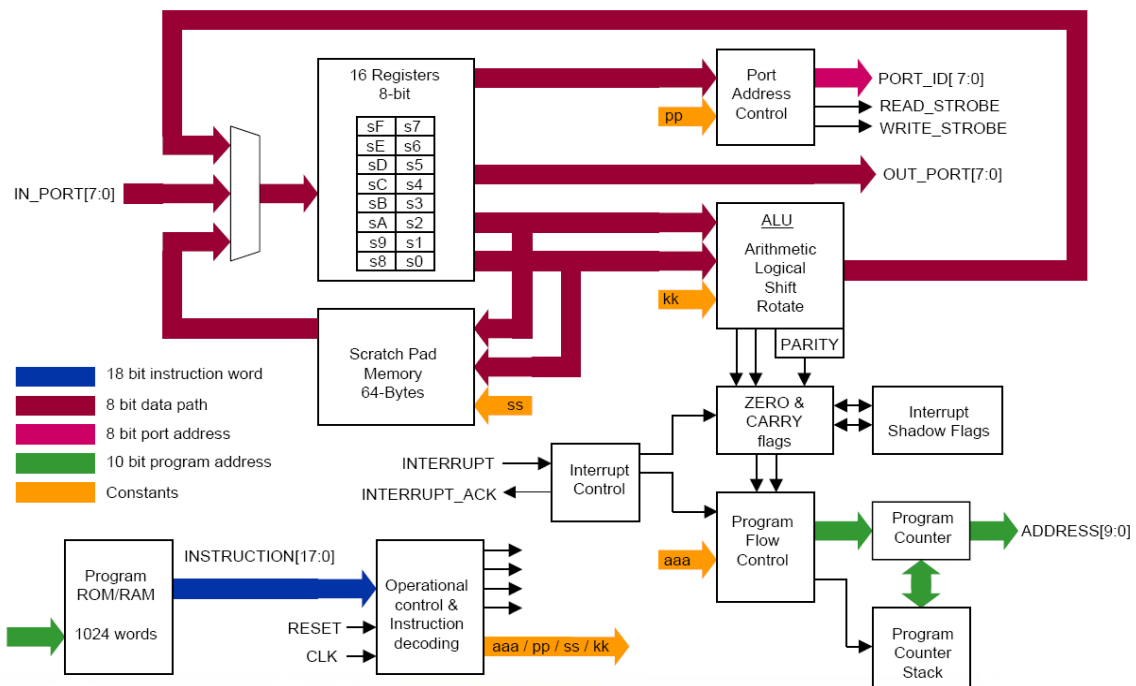 16 Registers
8-bit
sF s7
sE s6
sD s5
sC s4
sB s3
sA s2
s9 s1
s8 s0
Port
Address
Control
pp
PORT_ID[ 7:0]
READ_STROBE
WRITE_STROBE
IN_PORT[7:0]
OUT_PORT[7:0]
ALU
Arithmetic
Logical
Shift
Rotate
kk
PARITY
Scratch Pad
Memory
64-Bytes
ss
18 bit instruction word
8 bit data path
8 bit port address
10 bit program address
Constants
ZERO &
CARRY
flags
Interrupt
Shadow Flags
INTERRUPT
INTERRUPT_ACK
Interrupt
Control
Program
Flow
Control
aaa
Program
Counter
ADDRESS[9:0]
Program
Counter
Stack
Program
ROM/RAM
1024 words
INSTRUCTION[17:0]
RESET
CLK
Operational
control &
Instruction
decoding
aaa / pp / ss / kk